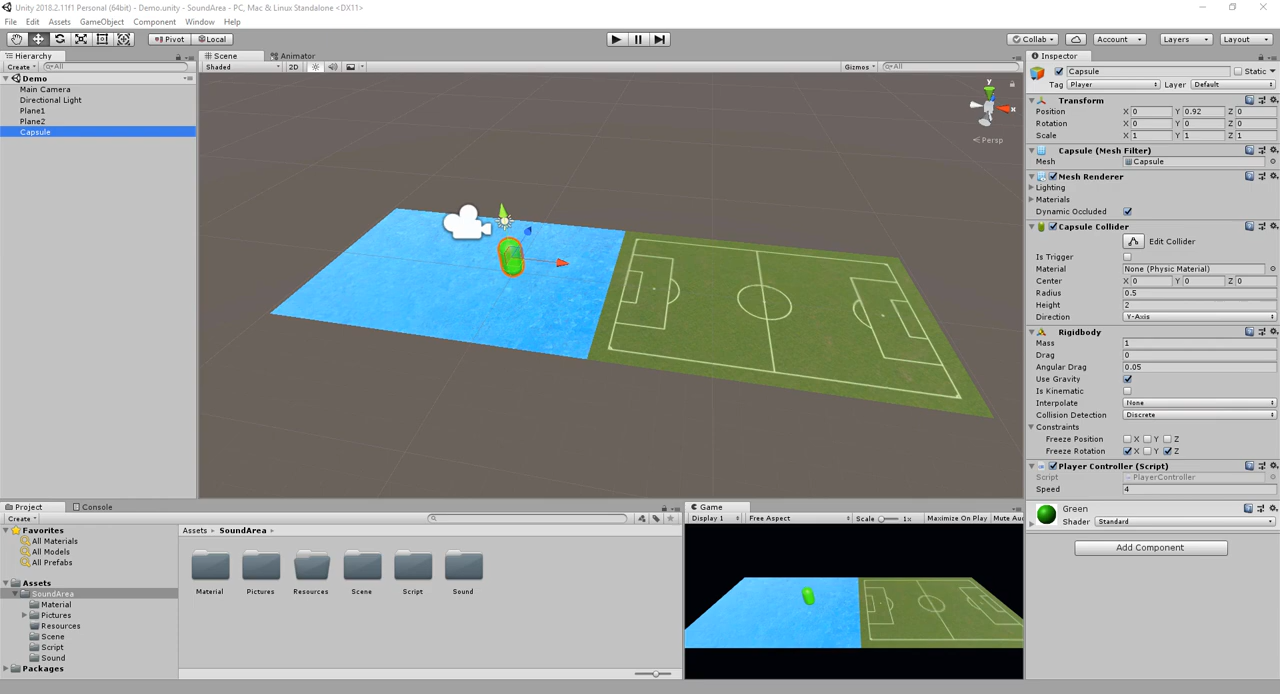 Unity 2018.2.11f1 Personal (64bit) - Demo.unity - SoundArea - PC, Mac & Linux Standalone <DX11>
File Edit Assets GameObject Component Window Help
Pivot Local Collab Account Layers Layout
Hierarchy
Create All
Demo
Main Camera
Directional Light
Plane1
Plane2
Capsule
Scene Animator
Shaded 2D Gizmos All
y
x
Persp
Inspector
Capsule Static
Tag Player Layer Default
Transform
Position X 0 Y 0.92 Z 0
Rotation X 0 Y 0 Z 0
Scale X 1 Y 1 Z 1
Capsule (Mesh Filter)
Mesh Capsule
Mesh Renderer
Lighting
Materials
Dynamic Occluded
Capsule Collider
Edit Collider
Is Trigger
Material None (Physic Material)
Center X 0 Y 0 Z 0
Radius 0.5
Height 2
Direction Y-Axis
Rigidbody
Mass 1
Drag 0
Angular Drag 0.05
Use Gravity
Is Kinematic
Interpolate None
Collision Detection Discrete
Constraints
Freeze Position X Y Z
Freeze Rotation X Y Z
Player Controller (Script)
Script PlayerController
Speed 4
Green
Shader Standard
Add Component
Project Console
Create
Favorites
All Materials
All Models
All Prefabs
Assets
SoundArea
Material
Pictures
Resources
Scene
Script
Sound
Packages
Assets SoundArea
Material Pictures Resources Scene Script Sound
Game
Display 1 Free Aspect Scale 1x Maximize On Play Mute Au